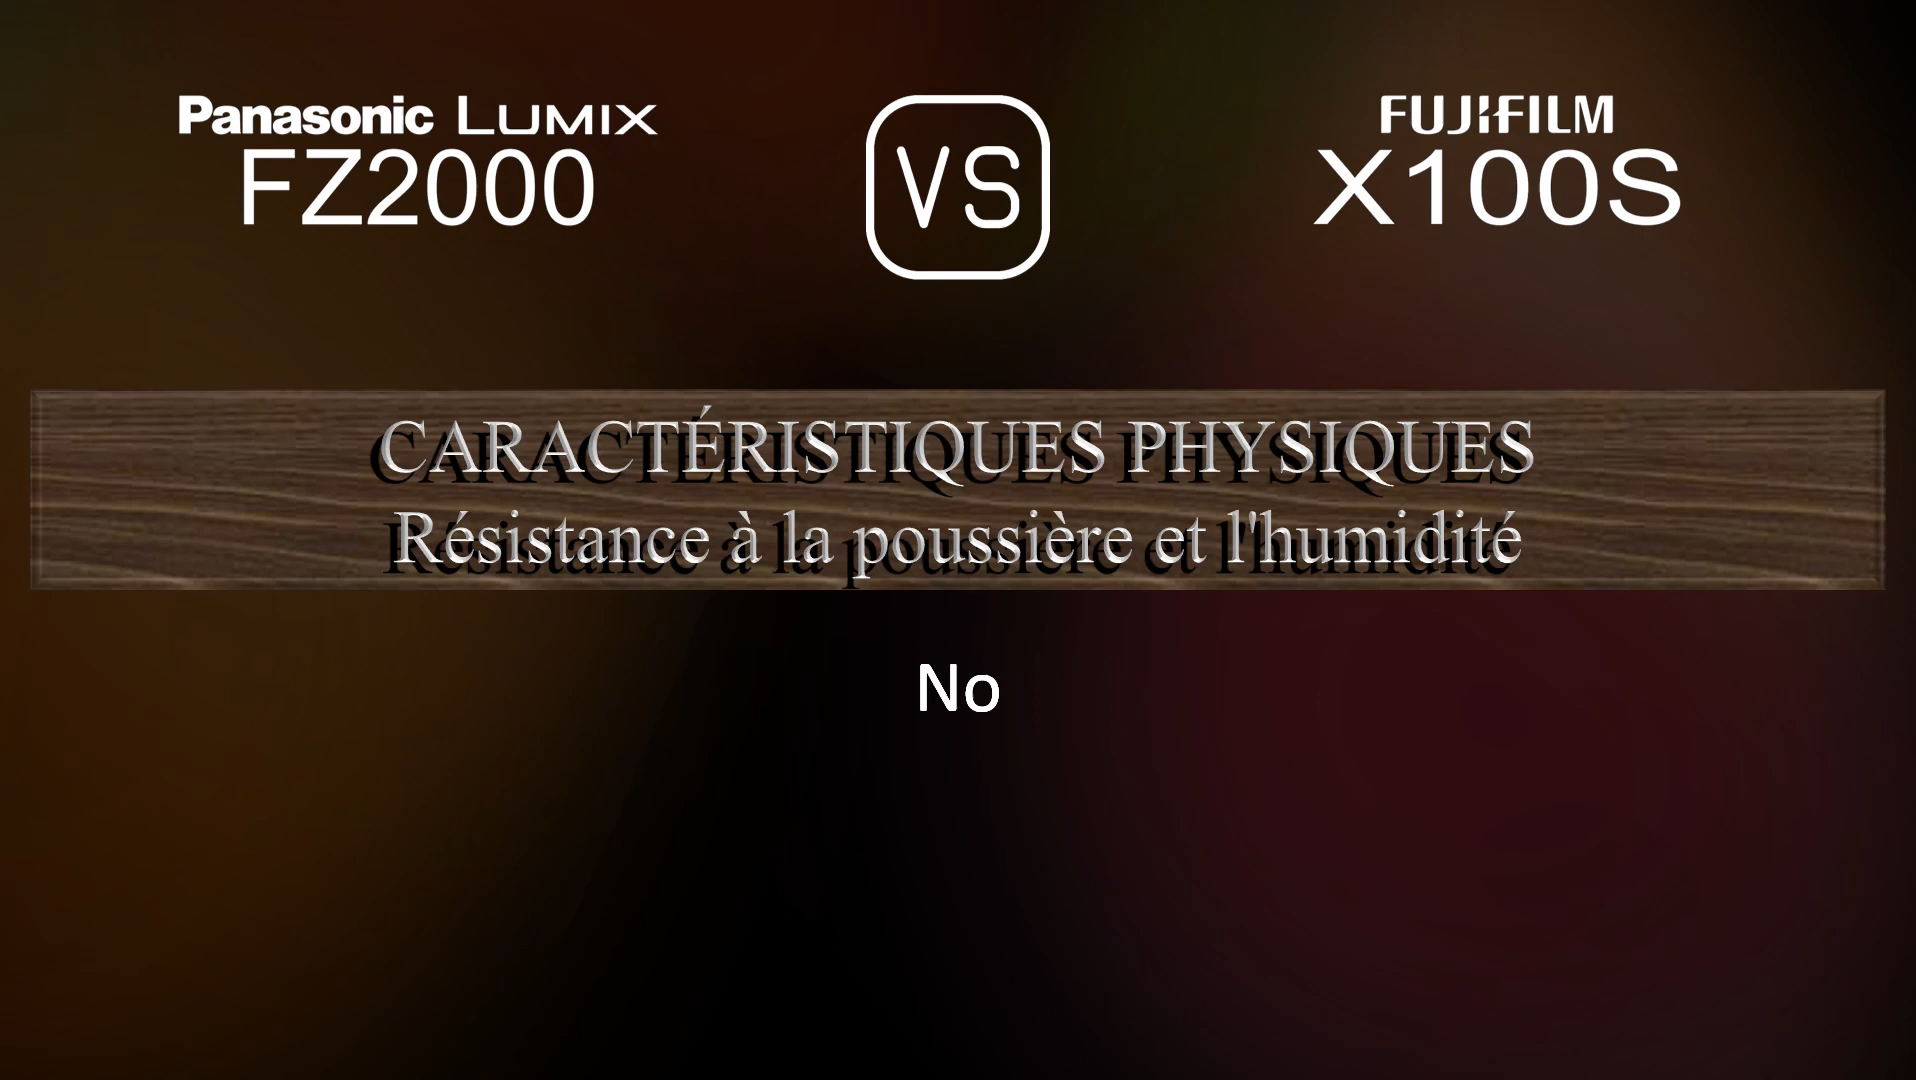 Panasonic LUMIX
FZ2000
VS
FUJIFILM
X100S
CARACTÉRISTIQUES PHYSIQUES
Résistance à la poussière et l'humidité
No